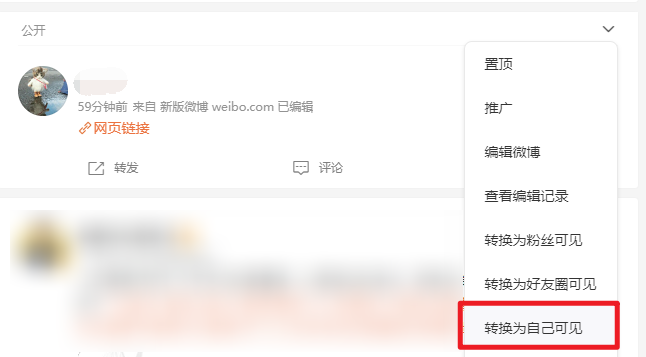 公开
59分钟前 来自 新版微博 weibo.com 已编辑
网页链接
转发
评论
置顶
推广
编辑微博
查看编辑记录
转换为粉丝可见
转换为好友圈可见
转换为自己可见